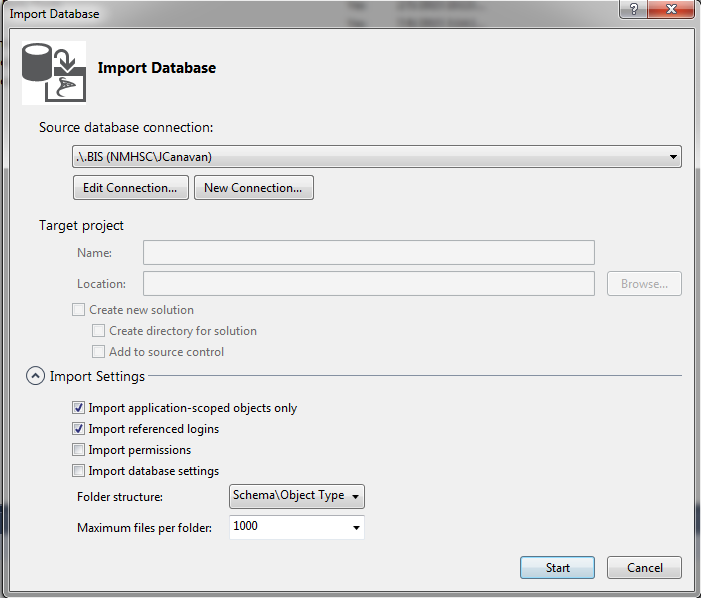 Import Database
Import Database
Source database connection:
.\.BIS (NMHSC\JCanavan)
Edit Connection... New Connection...
Target project
Name:
Location: Browse...
Create new solution
Create directory for solution
Add to source control
Import Settings
Import application-scoped objects only
Import referenced logins
Import permissions
Import database settings
Folder structure: Schema\Object Type
Maximum files per folder: 1000
Start Cancel